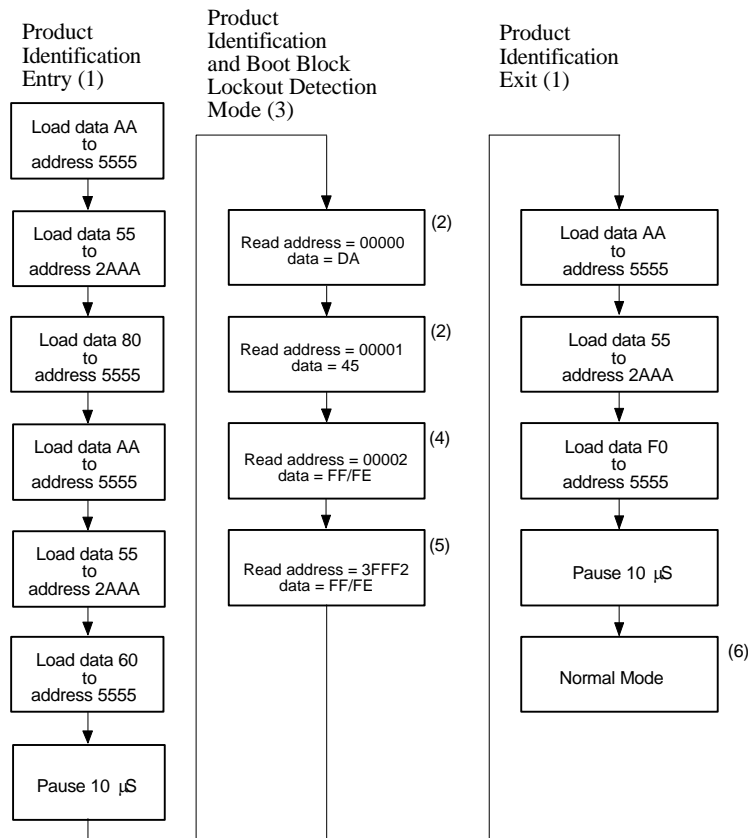 Product
Identification
Entry (1)
Load data AA
to
address 5555
Load data 55
to
address 2AAA
Load data 80
to
address 5555
Load data AA
to
address 5555
Load data 55
to
address 2AAA
Load data 60
to
address 5555
Pause 10 µS
Product
Identification
and Boot Block
Lockout Detection
Mode (3)
Read address = 00000
data = DA
(2)
Read address = 00001
data = 45
(2)
Read address = 00002
data = FF/FE
(4)
Read address = 3FFF2
data = FF/FE
(5)
Product
Identification
Exit (1)
Load data AA
to
address 5555
Load data 55
to
address 2AAA
Load data F0
to
address 5555
Pause 10 µS
Normal Mode
(6)